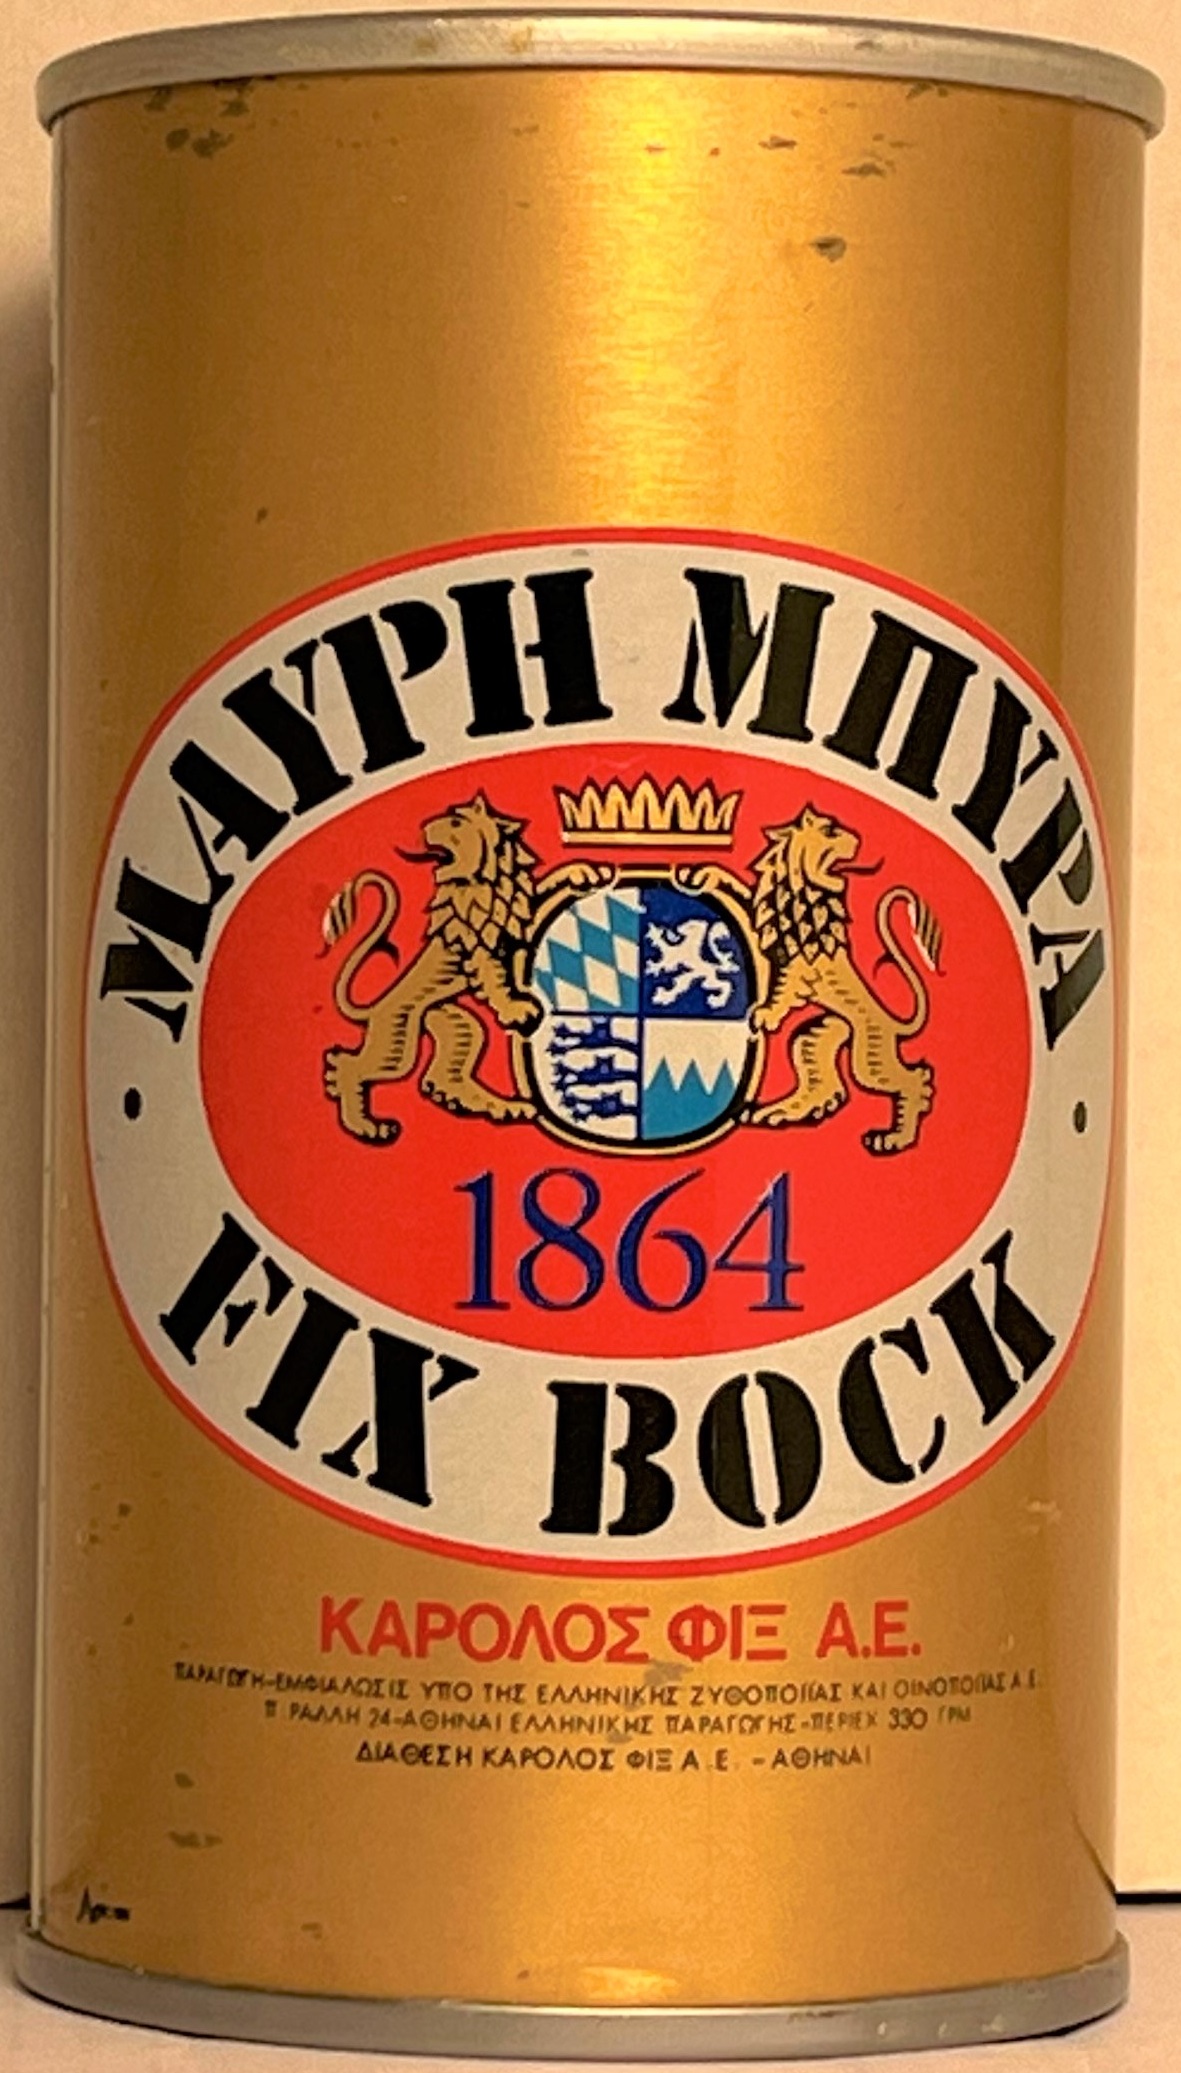 ΜΑΥΡΗ ΜΠΥΡΑ
1864
FIX BOCK
ΚΑΡΟΛΟΣ ΦΙΞ Α.Ε.
ΠΑΡΑΓΩΓΗ-ΕΜΦΙΑΛΩΣΙΣ ΥΠΟ ΤΗΣ ΕΛΛΗΝΙΚΗΣ ΖΥΘΟΠΟΙΙΑΣ ΚΑΙ ΟΙΝΟΠΟΙΙΑΣ Α.Ε.
Π ΡΑΛΛΗ 24-ΑΘΗΝΑΙ ΕΛΛΗΝΙΚΗΣ ΠΑΡΑΓΩΓΗΣ-ΠΕΡΙΕΧ 330 ΓΡΜ
ΔΙΑΘΕΣΗ ΚΑΡΟΛΟΣ ΦΙΞ Α.Ε. - ΑΘΗΝΑΙ